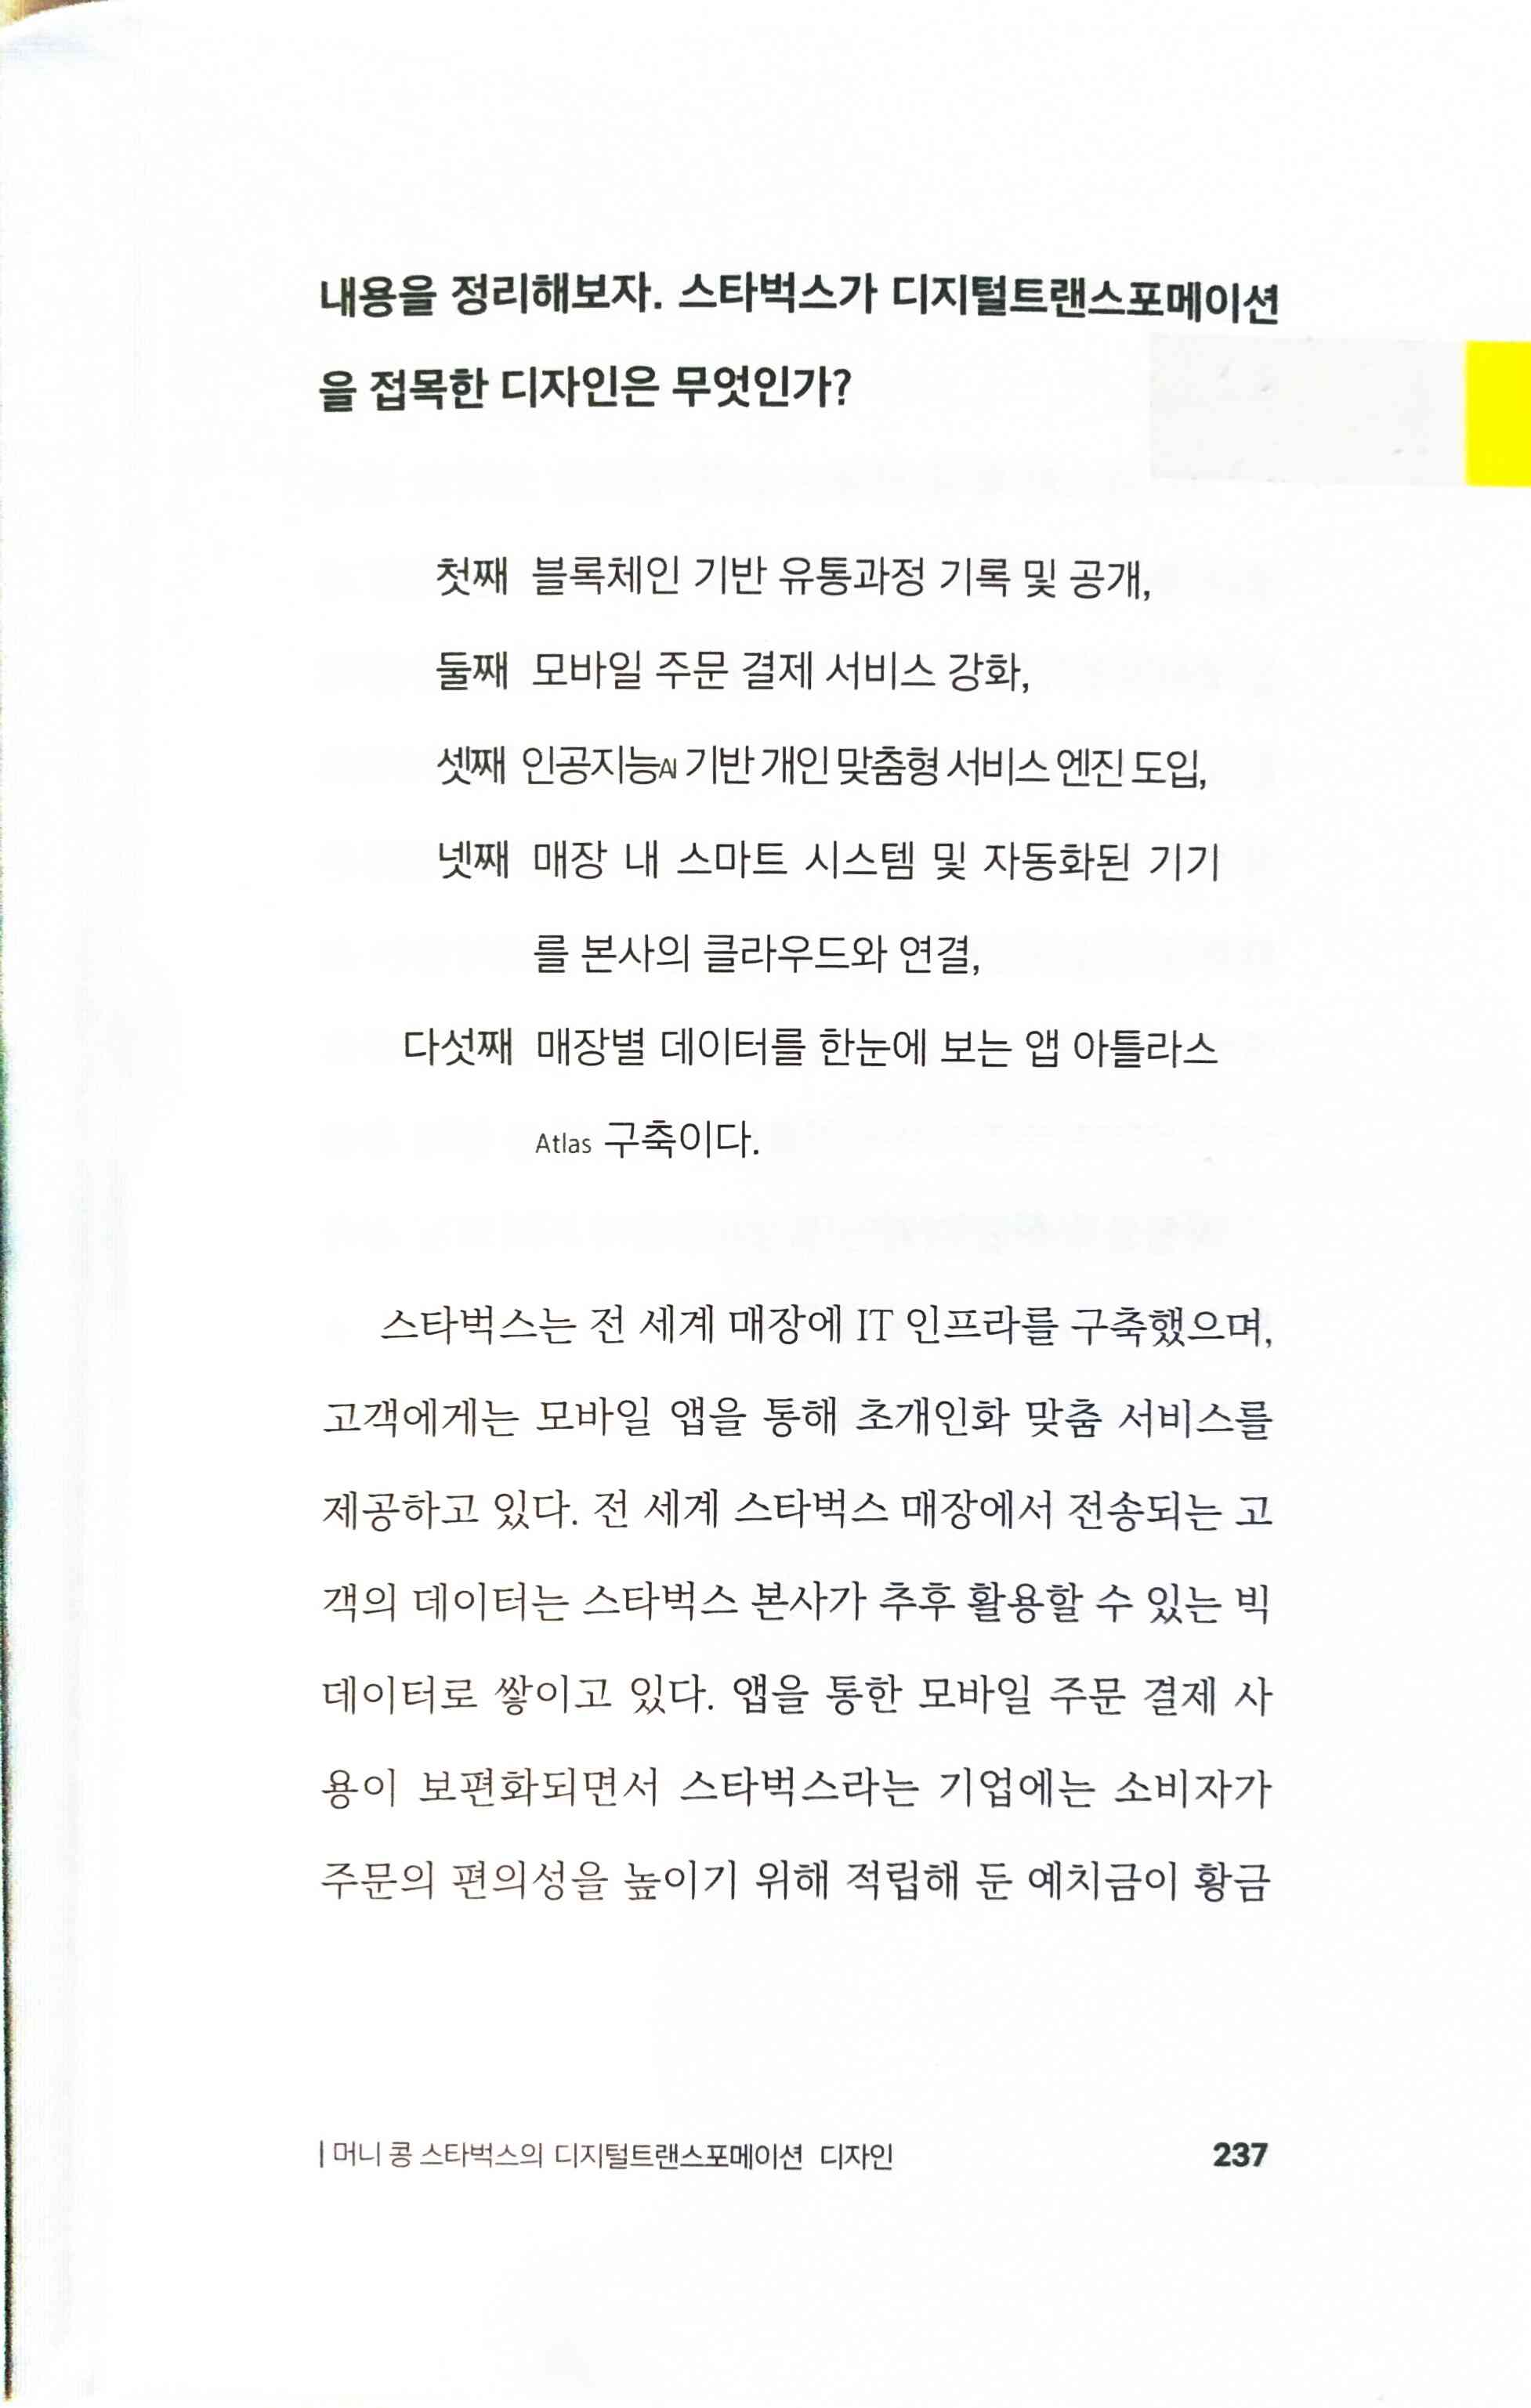 내용을 정리해보자. 스타벅스가 디지털트랜스포메이션
을 접목한 디자인은 무엇인가?
첫째 블록체인 기반 유통과정 기록 및 공개,
둘째 모바일 주문 결제 서비스 강화,
셋째 인공지능AI 기반 개인 맞춤형 서비스 엔진 도입,
넷째 매장 내 스마트 시스템 및 자동화된 기기
를 본사의 클라우드와 연결,
다섯째 매장별 데이터를 한눈에 보는 앱 아틀라스
Atlas 구축이다.
스타벅스는 전 세계 매장에 IT 인프라를 구축했으며,
고객에게는 모바일 앱을 통해 초개인화 맞춤 서비스를
제공하고 있다. 전 세계 스타벅스 매장에서 전송되는 고
객의 데이터는 스타벅스 본사가 추후 활용할 수 있는 빅
데이터로 쌓이고 있다. 앱을 통한 모바일 주문 결제 사
용이 보편화되면서 스타벅스라는 기업에는 소비자가
주문의 편의성을 높이기 위해 적립해 둔 예치금이 황금
| 머니 콩 스타벅스의 디지털트랜스포메이션 디자인 237